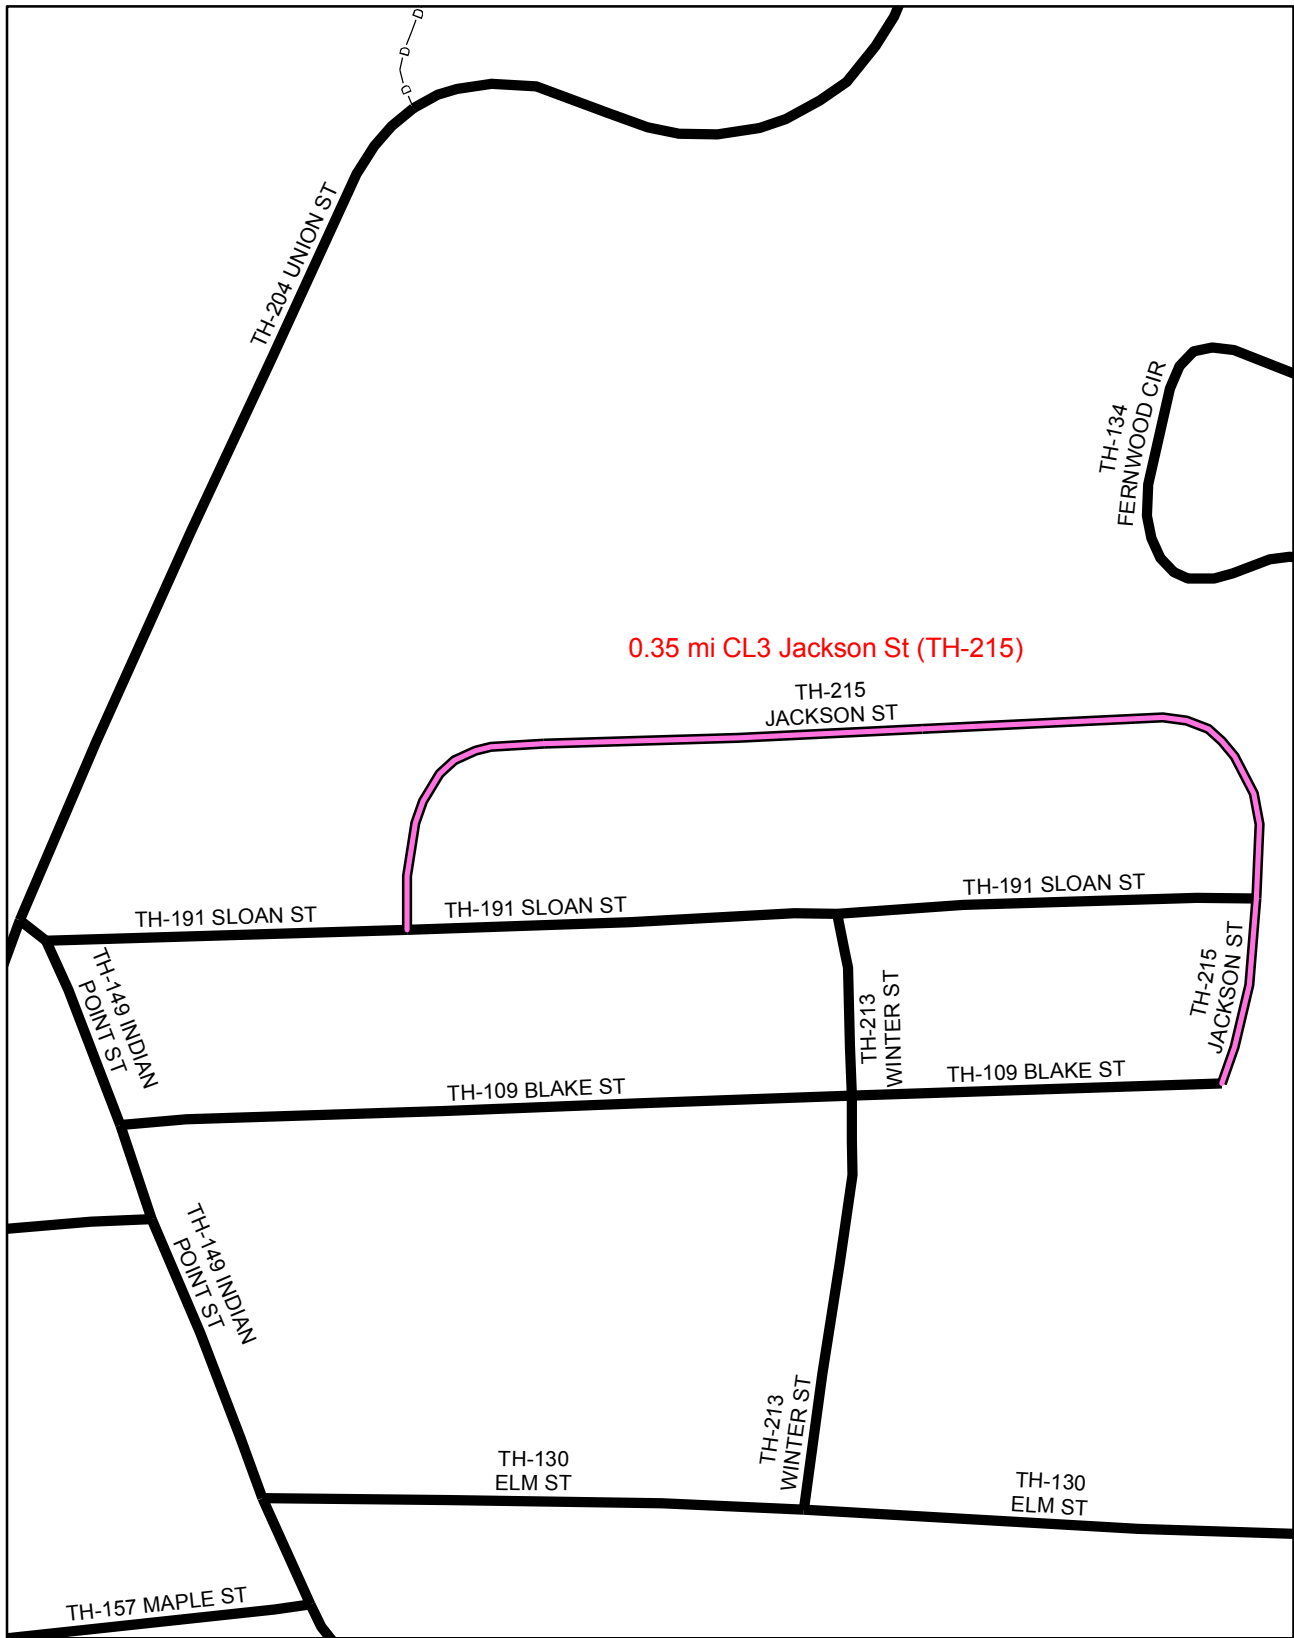 D
D
D
TH-204 UNION ST
TH-134
FERNWOOD CIR
0.35 mi CL3 Jackson St (TH-215)
TH-215
JACKSON ST
TH-191 SLOAN ST
TH-191 SLOAN ST
TH-191 SLOAN ST
TH-149 INDIAN
POINT ST
TH-213
WINTER ST
TH-215
JACKSON ST
TH-109 BLAKE ST
TH-109 BLAKE ST
TH-149 INDIAN
POINT ST
TH-213
WINTER ST
TH-130
ELM ST
TH-130
ELM ST
TH-157 MAPLE ST